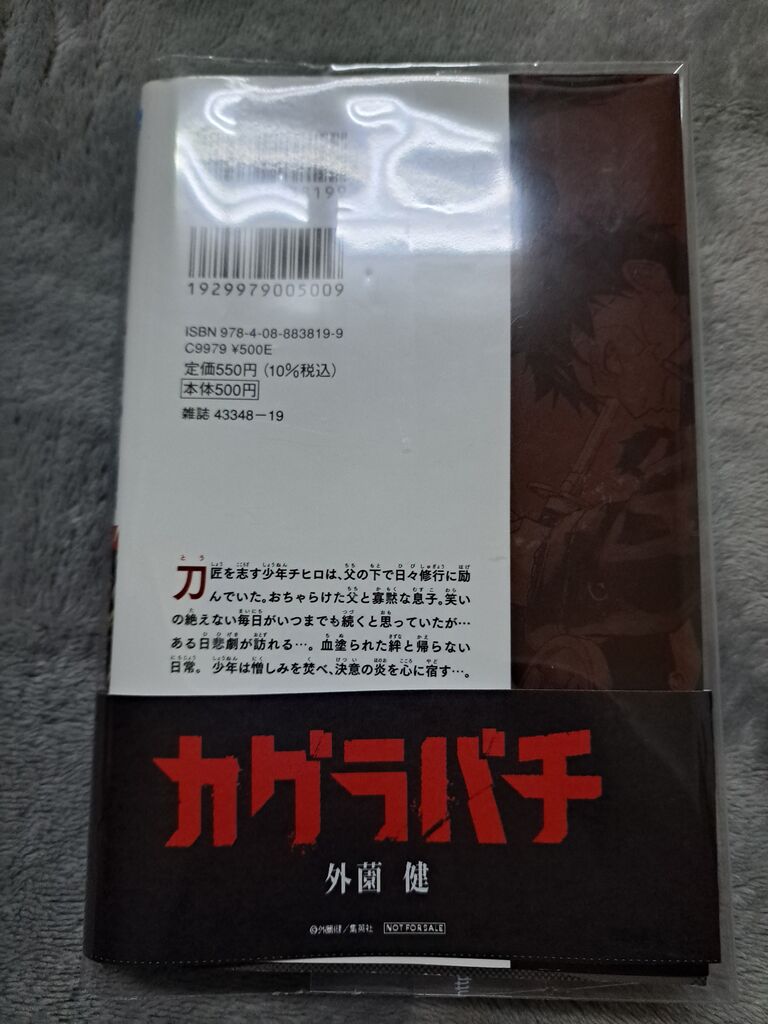 199
1929979005009
ISBN 978-4-08-883819-9
C9979 ¥500E
定価550円(10%税込)
本体500円
雑誌 43348-19
刀匠を志す少年チヒロは、父の下で日々修行に励
んでいた。おちゃらけた父と寡黙な息子。笑い
の絶えない毎日がいつまでも続くと思っていたが…
ある日悲劇が訪れる…。血塗られた絆と帰らない
日常。少年は憎しみを焚べ、決意の炎を心に宿す…。
カグラバチ
外薗 健
©外薗健/集英社 NOT FOR SALE